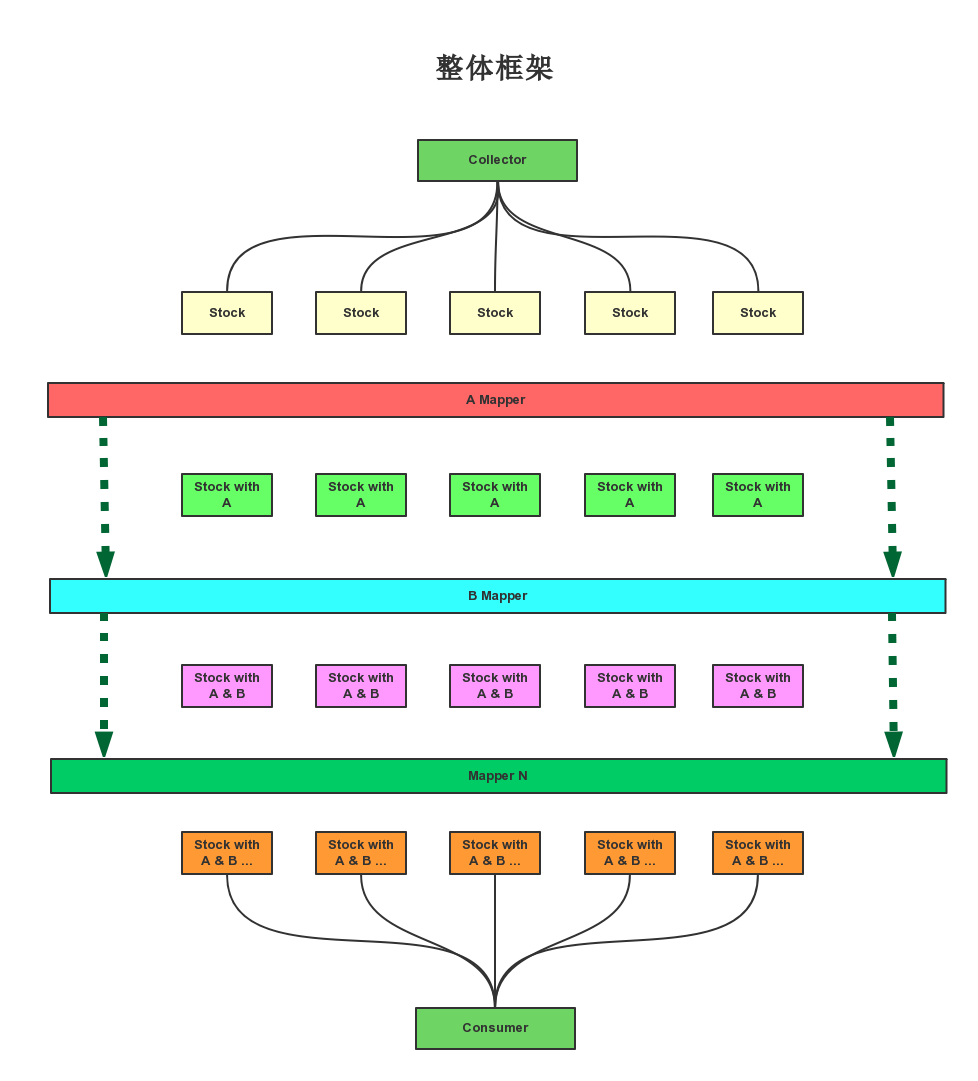 整体框架
Collector
Stock
Stock
Stock
Stock
Stock
A Mapper
Stock with
A
Stock with
A
Stock with
A
Stock with
A
Stock with
A
B Mapper
Stock with
A & B
Stock with
A & B
Stock with
A & B
Stock with
A & B
Stock with
A & B
Mapper N
Stock with
A & B ...
Stock with
A & B ...
Stock with
A & B ...
Stock with
A & B ...
Stock with
A & B ...
Consumer